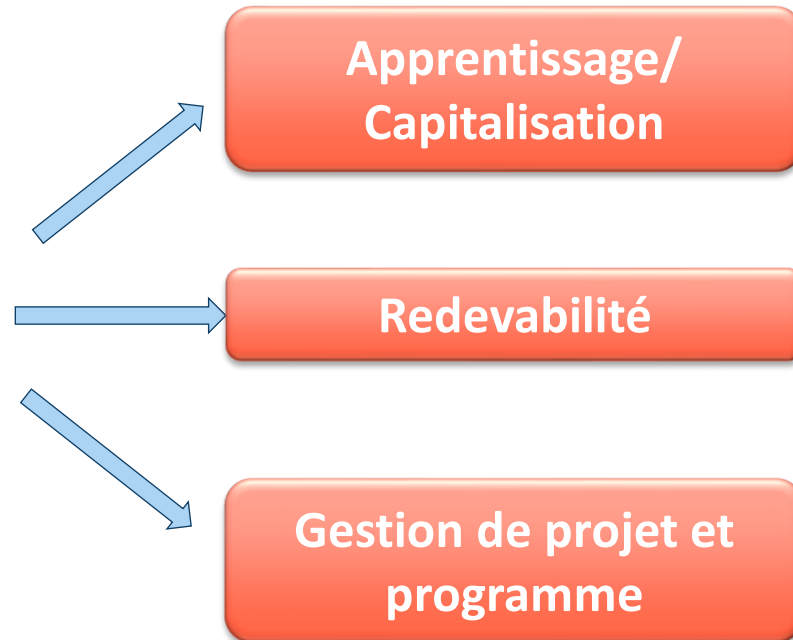 Apprentissage/
Capitalisation
Redevabilité
Gestion de projet et
programme